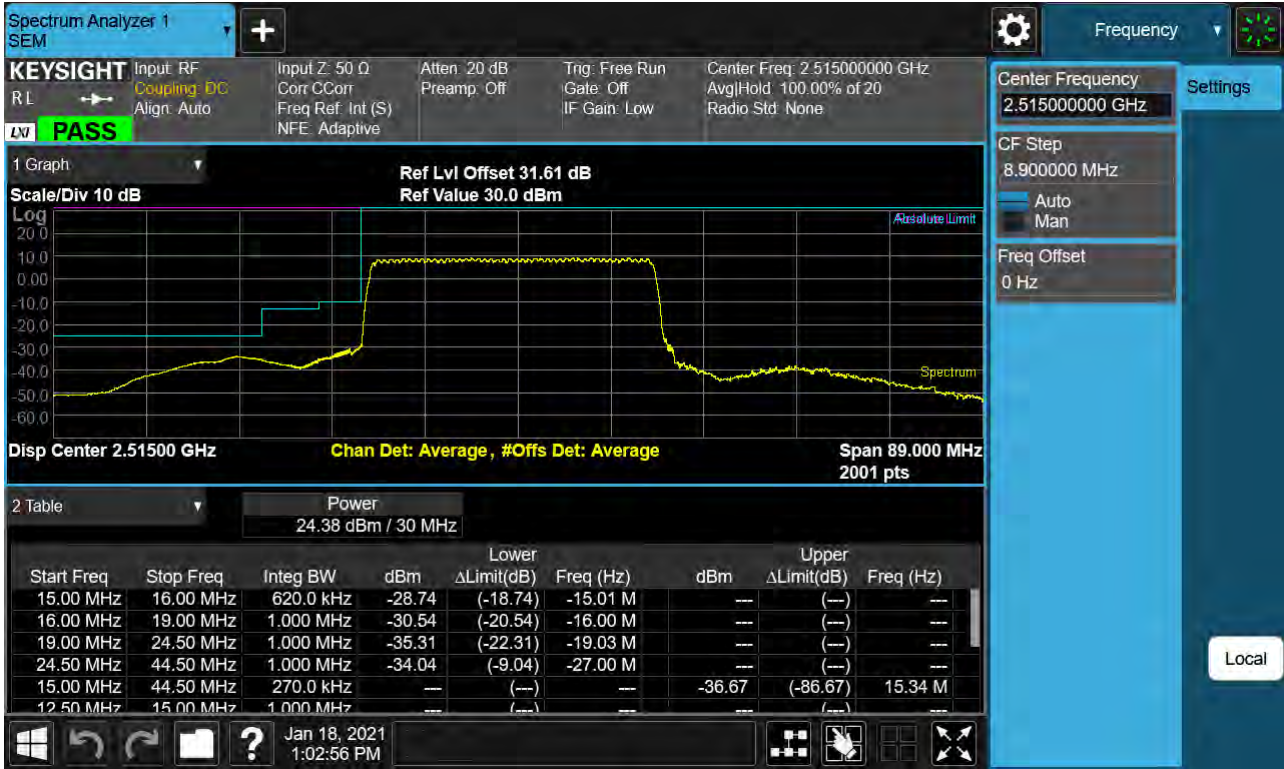 Spectrum Analyzer 1
SEM
Frequency
KEYSIGHT
R L
LXI
PASS
Input: RF
Coupling: DC
Align: Auto
Input Z: 50 Ω
Corr CCorr
Freq Ref: Int (S)
NFE: Adaptive
Atten: 20 dB
Preamp: Off
Trig: Free Run
Gate: Off
IF Gain: Low
Center Freq: 2.515000000 GHz
Avg|Hold: 100.00% of 20
Radio Std: None
Center Frequency
2.515000000 GHz
Settings
CF Step
8.900000 MHz
Auto
Man
Freq Offset
0 Hz
Local
1 Graph
Scale/Div 10 dB
Ref Lvl Offset 31.61 dB
Ref Value 30.0 dBm
Log
20.0
10.0
0.00
-10.0
-20.0
-30.0
-40.0
-50.0
-60.0
Limit
Spectrum
Disp Center 2.51500 GHz
Chan Det: Average, #Offs Det: Average
Span 89.000 MHz
2001 pts
2 Table
Power
24.38 dBm / 30 MHz
Lower Upper
Start Freq Stop Freq Integ BW dBm ΔLimit(dB) Freq (Hz) dBm ΔLimit(dB) Freq (Hz)
15.00 MHz 16.00 MHz 620.0 kHz -28.74 (-18.74) -15.01 M --- (---) ---
16.00 MHz 19.00 MHz 1.000 MHz -30.54 (-20.54) -16.00 M --- (---) ---
19.00 MHz 24.50 MHz 1.000 MHz -35.31 (-22.31) -19.03 M --- (---) ---
24.50 MHz 44.50 MHz 1.000 MHz -34.04 (-9.04) -27.00 M --- (---) ---
15.00 MHz 44.50 MHz 270.0 kHz --- (---) --- -36.67 (-86.67) 15.34 M
12.50 MHz 15.00 MHz 1.000 MHz --- (---)
Jan 18, 2021
1:02:56 PM